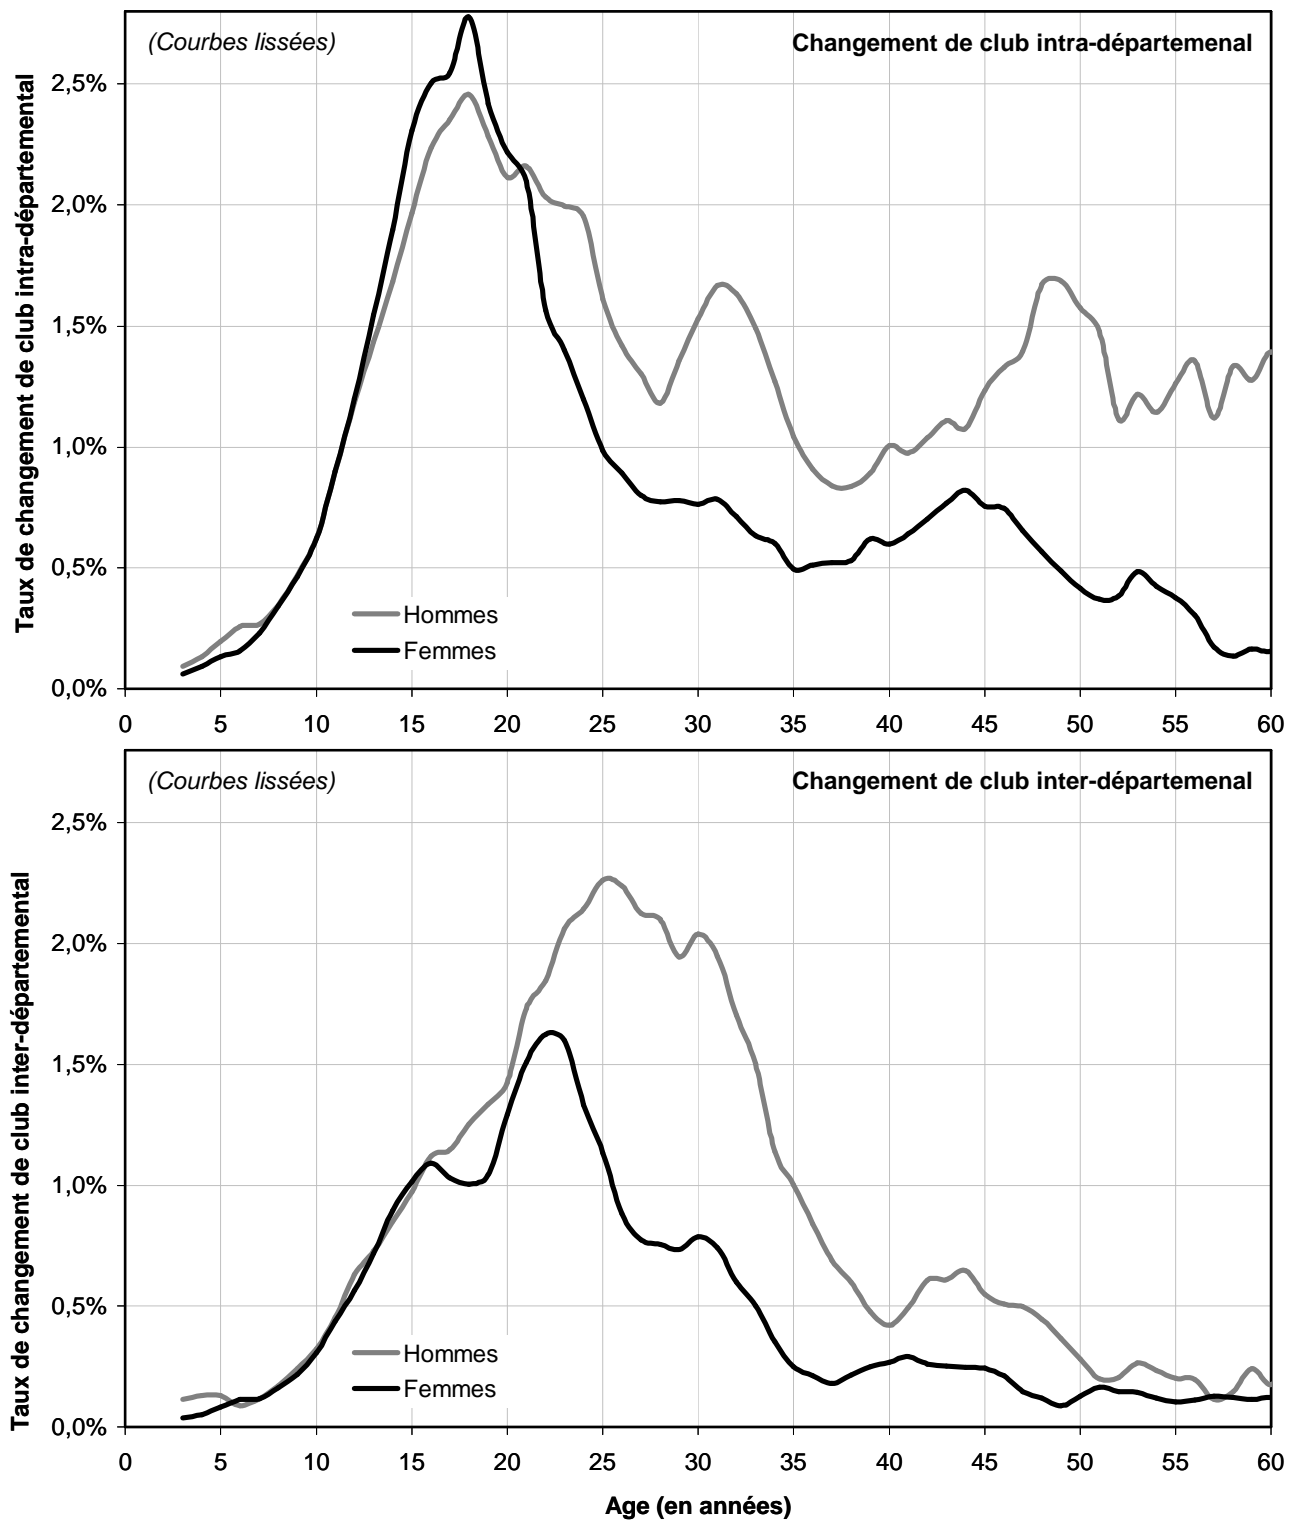 (Courbes lissées)
Changement de club intra-départemenal
Taux de changement de club intra-départemental
2,5%
2,0%
1,5%
1,0%
0,5%
0,0%
Hommes
Femmes
0 5 10 15 20 25 30 35 40 45 50 55 60
(Courbes lissées)
Changement de club inter-départemenal
Taux de changement de club inter-départemental
2,5%
2,0%
1,5%
1,0%
0,5%
0,0%
Hommes
Femmes
0 5 10 15 20 25 30 35 40 45 50 55 60
Age (en années)